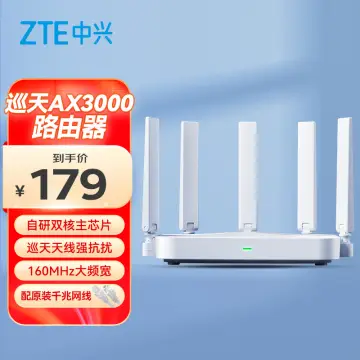 ZTE中兴
巡天AX3000
路由器
到手价
￥179
自研双核主芯片
巡天天线强抗扰
160MHz大频宽
配原装千兆网线